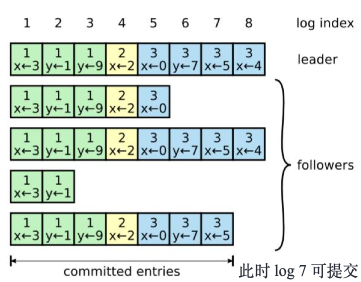 1 2 3 4 5 6 7 8 log index
1 1 1 2 3 3 3 3
x←3 y←1 y←9 x←2 x←0 y←7 x←5 x←4 leader
1 1 1 2 3
x←3 y←1 y←9 x←2 x←0
1 1 1 2 3 3 3 3
x←3 y←1 y←9 x←2 x←0 y←7 x←5 x←4
followers
1 1
x←3 y←1
1 1 1 2 3 3 3
x←3 y←1 y←9 x←2 x←0 y←7 x←5
committed entries 此时 log 7 可提交